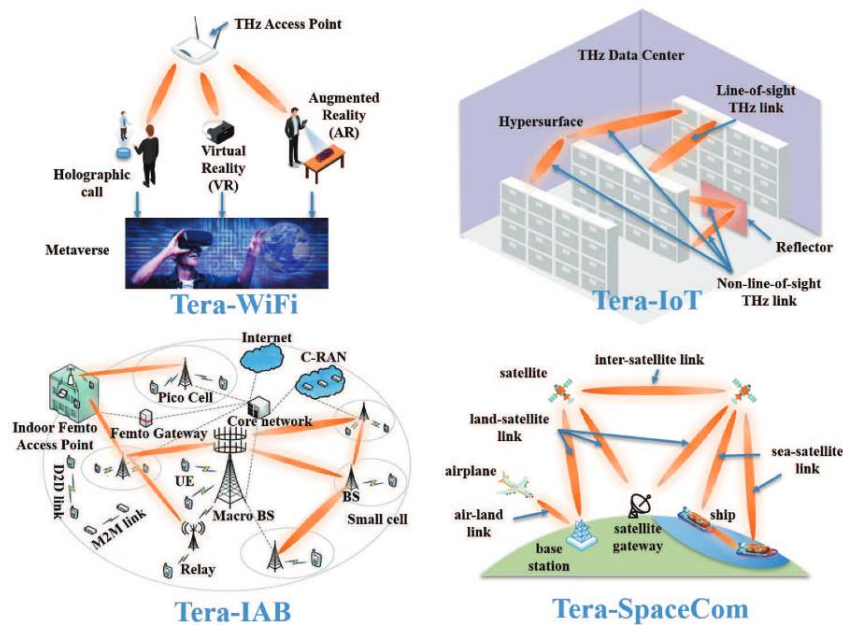 THz Access Point
Holographic
call
Virtual
Reality
(VR)
Augmented
Reality
(AR)
Metaverse
Tera-WiFi
THz Data Center
Line-of-sight
THz link
Hypersurface
Reflector
Non-line-of-sight
THz link
Tera-IoT
Internet
C-RAN
Pico Cell
Core network
Indoor Femto
Access Point
Femto Gateway
D2D link
UE
BS
Macro BS
Small cell
M2M link
Relay
Tera-IAB
inter-satellite link
satellite
land-satellite
link
sea-satellite
link
airplane
air-land
link
ship
satellite
gateway
base
station
Tera-SpaceCom